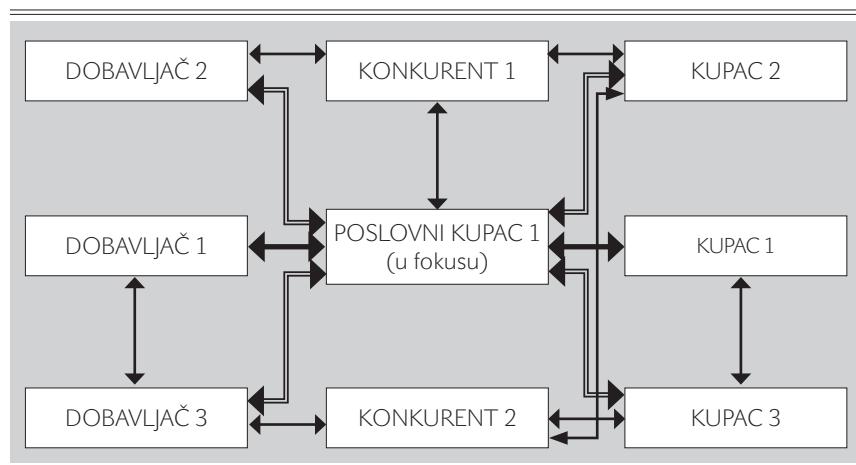 DOBAVLJAČ 2
KONKURENT 1
KUPAC 2
DOBAVLJAČ 1
POSLOVNI KUPAC 1
(u fokusu)
KUPAC 1
DOBAVLJAČ 3
KONKURENT 2
KUPAC 3